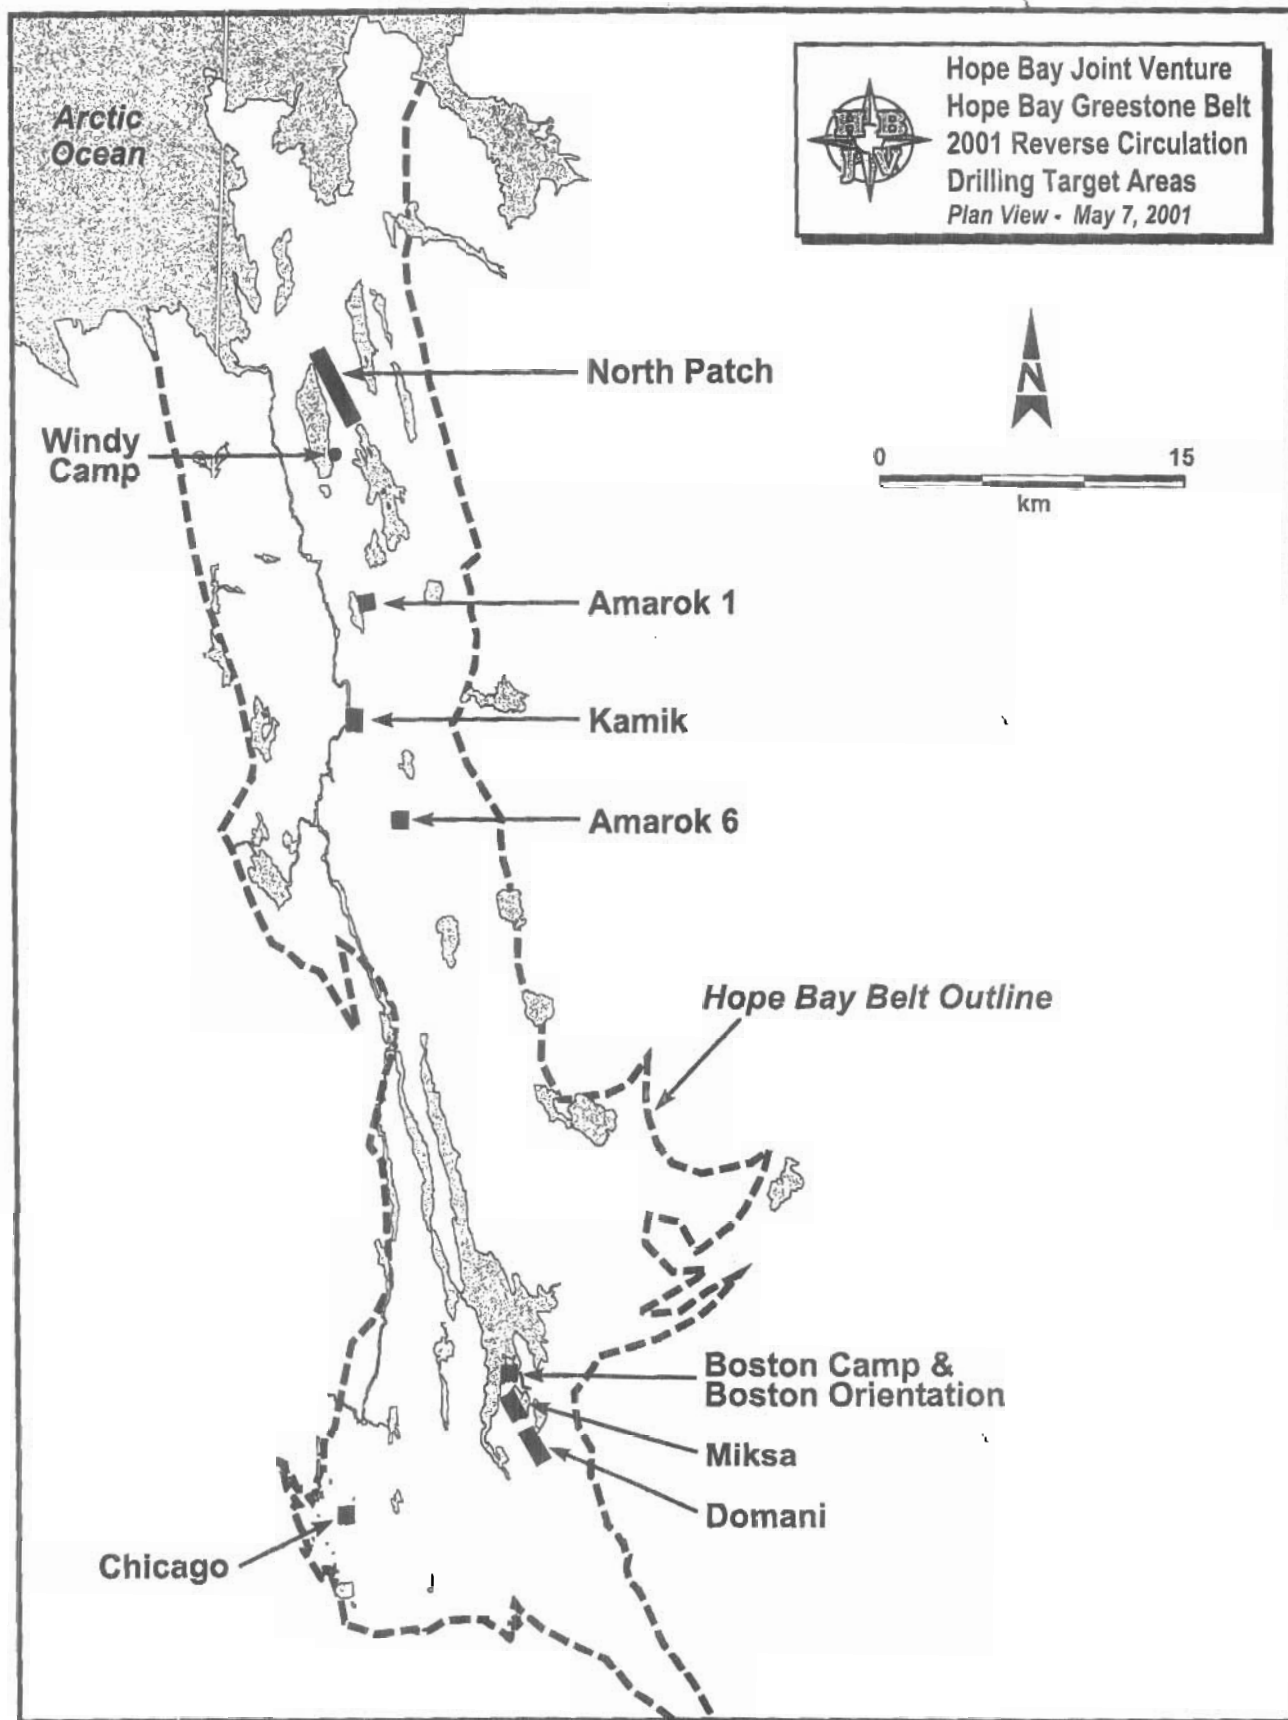 Arctic
Ocean
HB
JV
Hope Bay Joint Venture
Hope Bay Greestone Belt
2001 Reverse Circulation
Drilling Target Areas
Plan View - May 7, 2001
N
0 15
km
North Patch
Windy
Camp
Amarok 1
Kamik
Amarok 6
Hope Bay Belt Outline
Boston Camp &
Boston Orientation
Miksa
Domani
Chicago